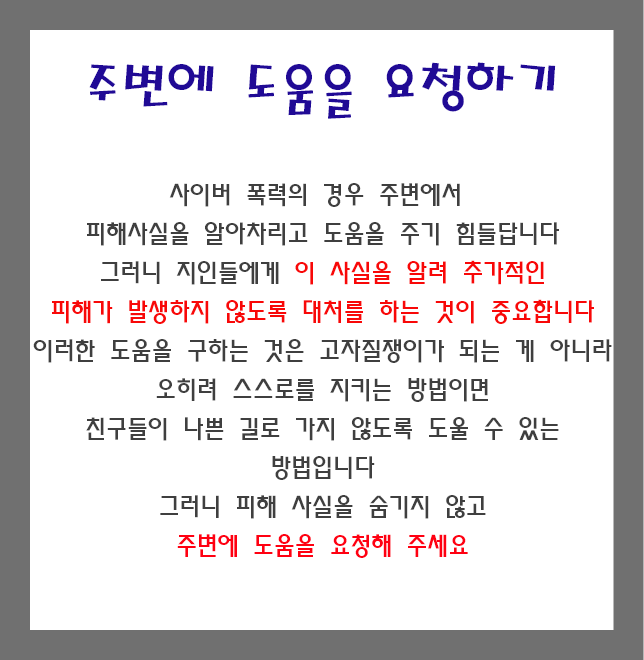 주변에 도움을 요청하기
사이버 폭력의 경우 주변에서
피해사실을 알아차리고 도움을 주기 힘들답니다
그러니 지인들에게 이 사실을 알려 추가적인
피해가 발생하지 않도록 대처를 하는 것이 중요합니다
이러한 도움을 구하는 것은 고자질쟁이가 되는 게 아니라
오히려 스스로를 지키는 방법이면
친구들이 나쁜 길로 가지 않도록 도울 수 있는
방법입니다
그러니 피해 사실을 숨기지 않고
주변에 도움을 요청해 주세요